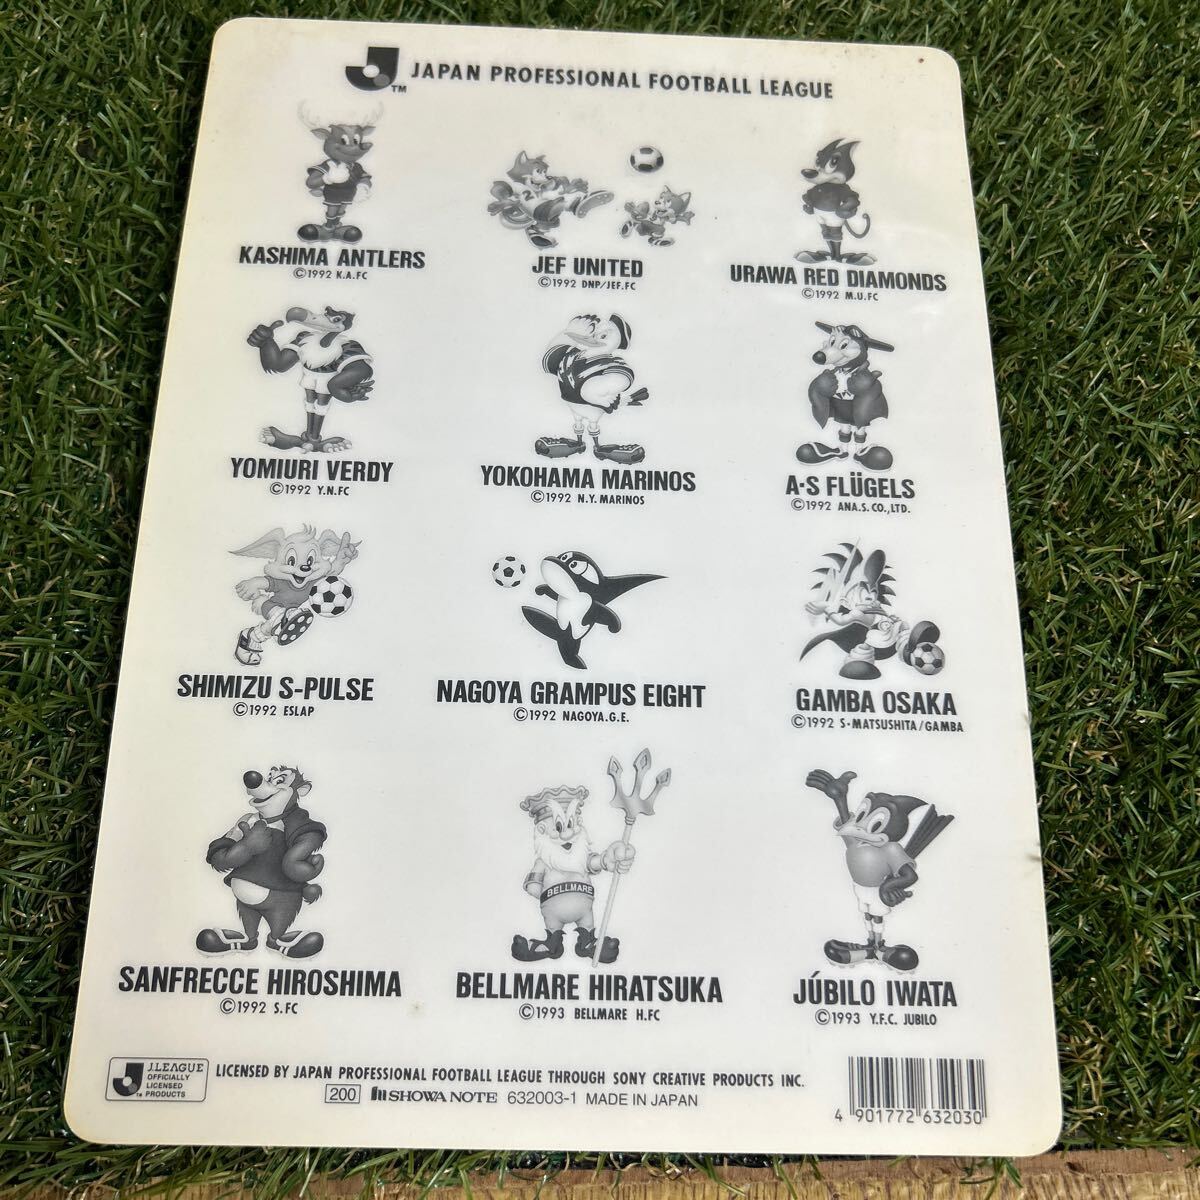 JAPAN PROFESSIONAL FOOTBALL LEAGUE
TM
KASHIMA ANTLERS
©1992 K.A.FC
JEF UNITED
©1992 DNP/JEF.FC
URAWA RED DIAMONDS
©1992 M.U.FC
YOMIURI VERDY
©1992 Y.N.FC
YOKOHAMA MARINOS
©1992 N.Y. MARINOS
A·S FLÜGELS
©1992 ANA.S.CO.,LTD.
SHIMIZU S-PULSE
©1992 ESLAP
NAGOYA GRAMPUS EIGHT
©1992 NAGOYA.G.E.
GAMBA OSAKA
©1992 S·MATSUSHITA/GAMBA
BELLMARE
SANFRECCE HIROSHIMA
©1992 S.FC
BELLMARE HIRATSUKA
©1993 BELLMARE H.FC
JÚBILO IWATA
©1993 Y.F.C. JUBILO
J.LEAGUE
OFFICIALLY
LICENSED
PRODUCTS
TM
LICENSED BY JAPAN PROFESSIONAL FOOTBALL LEAGUE THROUGH SONY CREATIVE PRODUCTS INC.
200 SHOWA NOTE 632003-1 MADE IN JAPAN
4 901772 632030